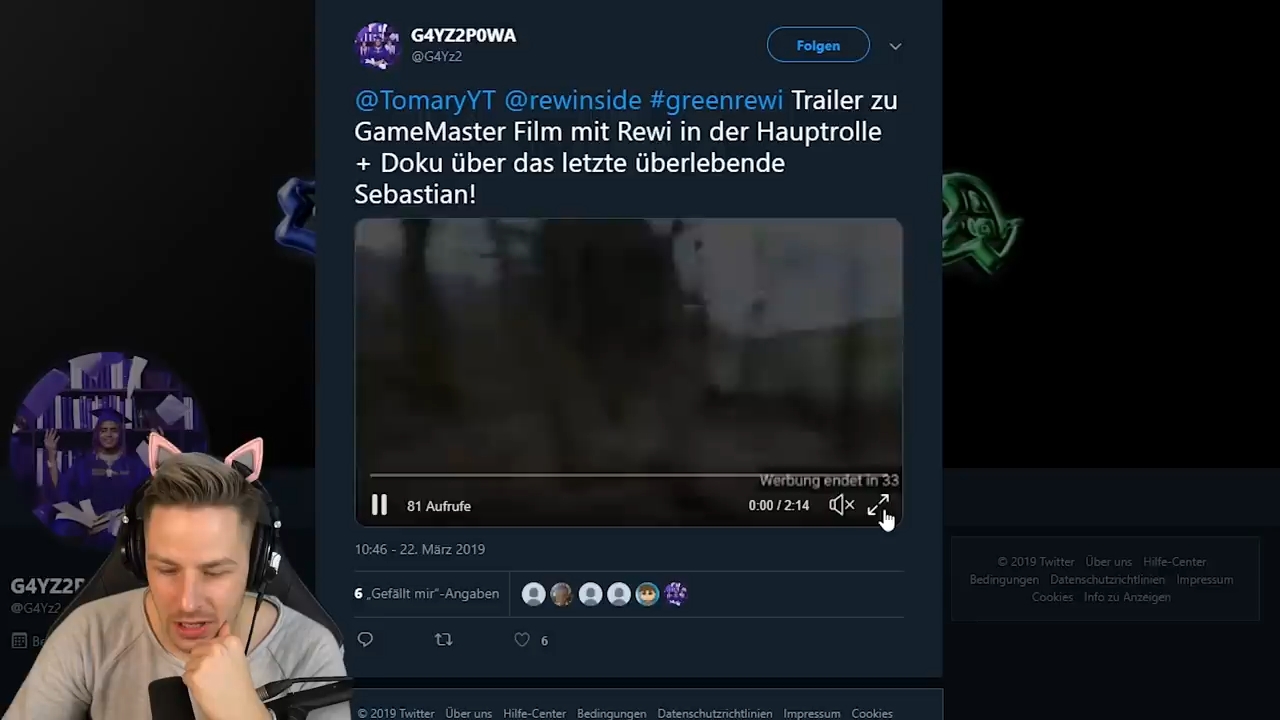 G4YZ2P0WA
@G4Yz2
Folgen
@TomaryYT @rewinside #greenrewi Trailer zu
GameMaster Film mit Rewi in der Hauptrolle
+ Doku über das letzte überlebende
Sebastian!
Werbung endet in 33
81 Aufrufe
0:00 / 2:14
10:46 - 22. März 2019
6 „Gefällt mir“-Angaben
6
G4YZ2P
@G4Yz2
Be
© 2019 Twitter Über uns Hilfe-Center
Bedingungen Datenschutzrichtlinien Impressum
Cookies Info zu Anzeigen
© 2019 Twitter Über uns Hilfe-Center Bedingungen Datenschutzrichtlinien Impressum Cookies